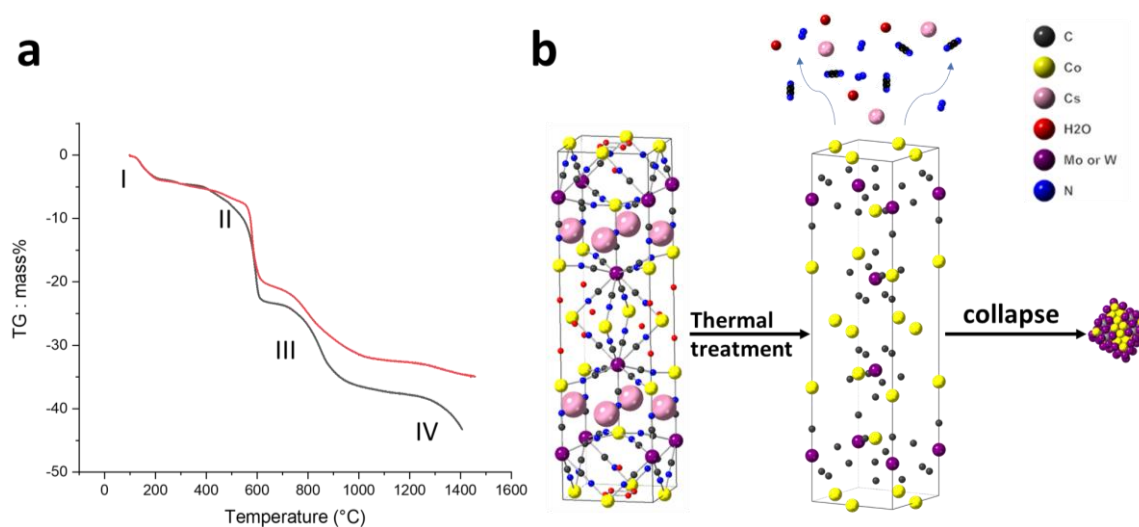 a
TG : mass%
0
-10
-20
-30
-40
-50
I
II
III
IV
0 200 400 600 800 1000 1200 1400 1600
Temperature (°C)
b
Thermal
treatment
collapse
C
Co
Cs
H2O
Mo or W
N